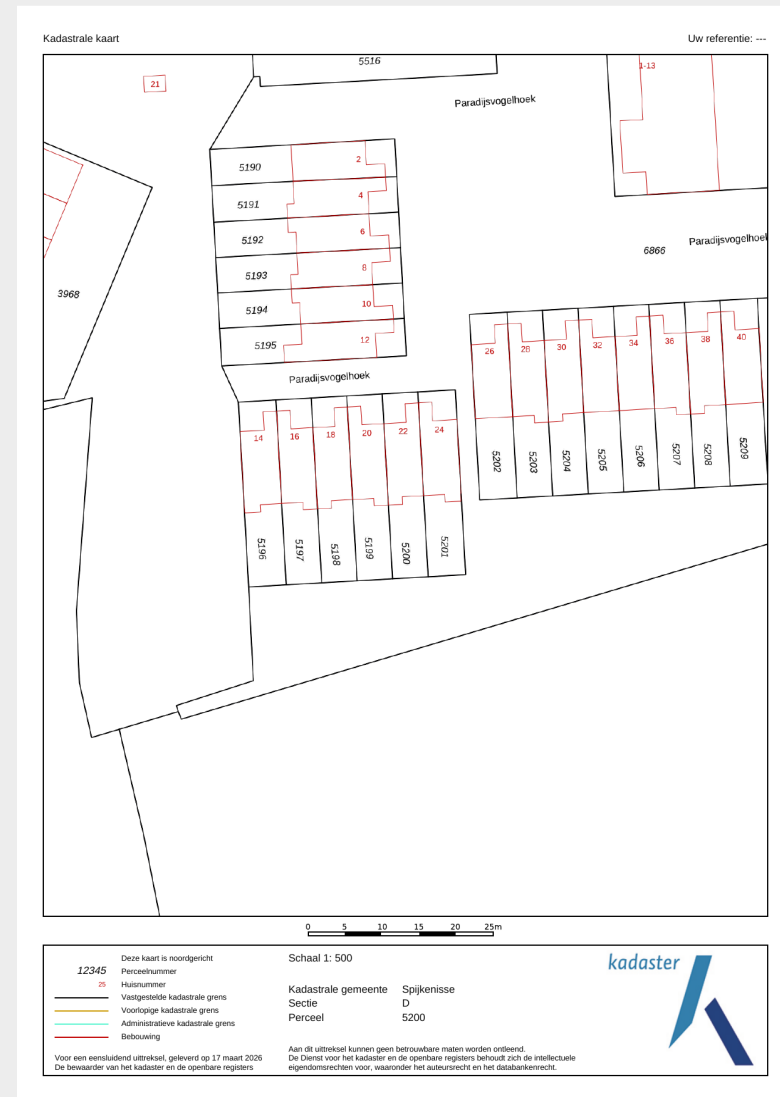 Kadastrale kaart
Uw referentie: ---
5516
21
1-13
Paradijsvogelhoek
2
5190
4
5191
6
5192
Paradijsvogelhoek
6866
8
5193
3968
10
5194
12
5195
26
28
30
32
34
36
38
40
Paradijsvogelhoek
14
16
18
20
22
24
5202
5203
5204
5205
5206
5207
5208
5209
5196
5197
5198
5199
5200
5201
0 5 10 15 20 25m
Deze kaart is noordgericht
12345 Perceelnummer
25 Huisnummer
Vastgestelde kadastrale grens
Voorlopige kadastrale grens
Administratieve kadastrale grens
Bebouwing
Voor een eensluidend uittreksel, geleverd op 17 maart 2026
De bewaarder van het kadaster en de openbare registers
Schaal 1: 500
Kadastrale gemeente Spijkenisse
Sectie D
Perceel 5200
Aan dit uittreksel kunnen geen betrouwbare maten worden ontleend.
De Dienst voor het kadaster en de openbare registers behoudt zich de intellectuele
eigendomsrechten voor, waaronder het auteursrecht en het databankenrecht.
kadaster